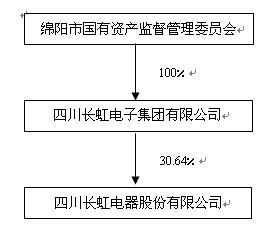 绵阳市国有资产监督管理委员会
100%
四川长虹电子集团有限公司
30.64%
四川长虹电器股份有限公司